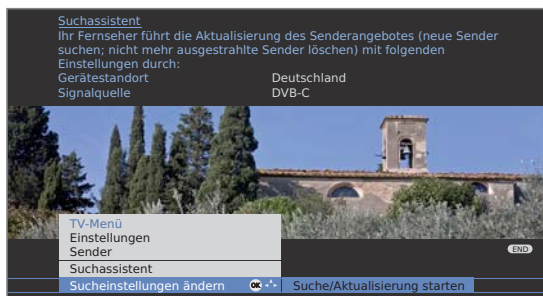 Suchassistent
Ihr Fernseher führt die Aktualisierung des Senderangebotes (neue Sender
suchen; nicht mehr ausgestrahlte Sender löschen) mit folgenden
Einstellungen durch:
Gerätestandort Deutschland
Signalquelle DVB-C
TV-Menü
Einstellungen
Sender
END
Suchassistent
Sucheinstellungen ändern OK Suche/Aktualisierung starten